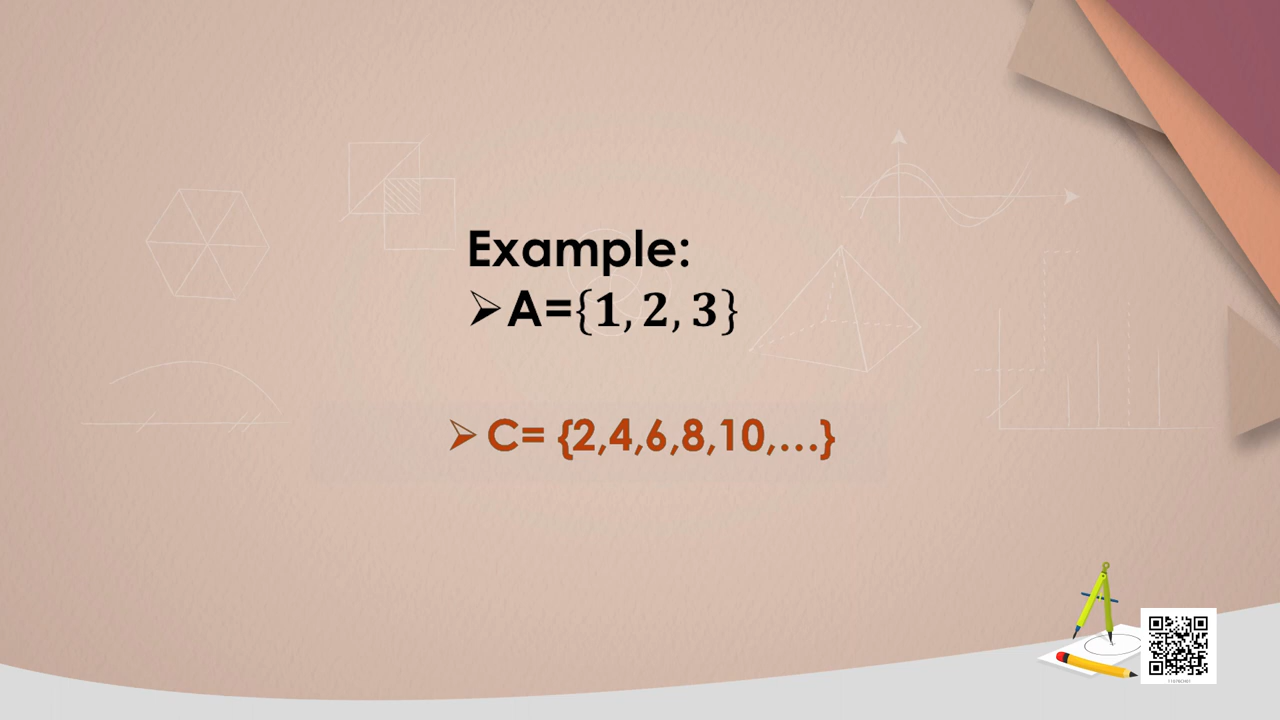 Example:
➢A={1, 2, 3}
➢ C= {2,4,6,8,10,...}